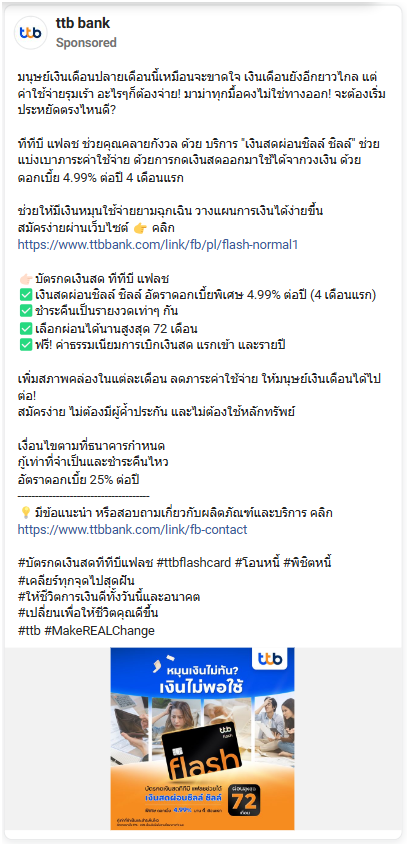 ttb
ttb bank
Sponsored
มนุษย์เงินเดือนปลายเดือนนี้เหมือนจะขาดใจ เงินเดือนยังอีกยาวไกล แต่
ค่าใช้จ่ายรุมเร้า อะไรๆก็ต้องจ่าย! มาม่าทุกมื้อคงไม่ใช่ทางออก! จะต้องเริ่ม
ประหยัดตรงไหนดี?
ทีทีบี แฟลช ช่วยคุณคลายกังวล ด้วย บริการ "เงินสดผ่อนชิลล์ ชิลล์" ช่วย
แบ่งเบาภาระค่าใช้จ่าย ด้วยการกดเงินสดออกมาใช้ได้จากวงเงิน ด้วย
ดอกเบี้ย 4.99% ต่อปี 4 เดือนแรก
ช่วยให้มีเงินหมุนใช้จ่ายยามฉุกเฉิน วางแผนการเงินได้ง่ายขึ้น
สมัครง่ายผ่านเว็บไซต์ 👉 คลิก
https://www.ttbbank.com/link/fb/pl/flash-normal1
👉🏻บัตรกดเงินสด ทีทีบี แฟลช
✅ เงินสดผ่อนชิลล์ ชิลล์ อัตราดอกเบี้ยพิเศษ 4.99% ต่อปี (4 เดือนแรก)
✅ ชำระคืนเป็นรายงวดเท่าๆ กัน
✅ เลือกผ่อนได้นานสูงสุด 72 เดือน
✅ ฟรี! ค่าธรรมเนียมการเบิกเงินสด แรกเข้า และรายปี
เพิ่มสภาพคล่องในแต่ละเดือน ลดภาระค่าใช้จ่าย ให้มนุษย์เงินเดือนได้ไป
ต่อ!
สมัครง่าย ไม่ต้องมีผู้ค้ำประกัน และไม่ต้องใช้หลักทรัพย์
เงื่อนไขตามที่ธนาคารกำหนด
กู้เท่าที่จำเป็นและชำระคืนไหว
อัตราดอกเบี้ย 25% ต่อปี
--------------------------------------
💡 มีข้อแนะนำ หรือสอบถามเกี่ยวกับผลิตภัณฑ์และบริการ คลิก
https://www.ttbbank.com/link/fb-contact
#บัตรกดเงินสดทีทีบีแฟลช #ttbflashcard #โอนหนี้ #พิชิตหนี้
#เคลียร์ทุกจุดไปสุดฝัน
#ให้ชีวิตการเงินดีทั้งวันนี้และอนาคต
#เปลี่ยนเพื่อให้ชีวิตคุณดีขึ้น
#ttb #MakeREALChange
ttb
หมุนเงินไม่ทัน?
เงินไม่พอใช้
ttb
flash
flash
บัตรกดเงินสดทีทีบี แฟลชช่วยได้
เงินสดผ่อนชิลล์ ชิลล์
4.99%
ผ่อนสูงสุด
72
เดือน